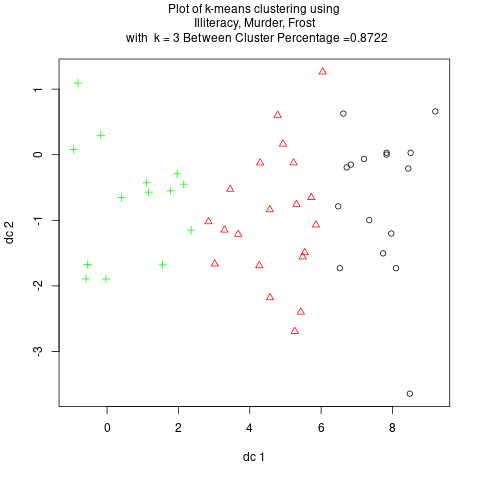 Plot of k-means clustering using
Illiteracy, Murder, Frost
with k = 3 Between Cluster Percentage =0.8722
1
0
-1
-2
-3
dc 2
0 2 4 6 8
dc 1